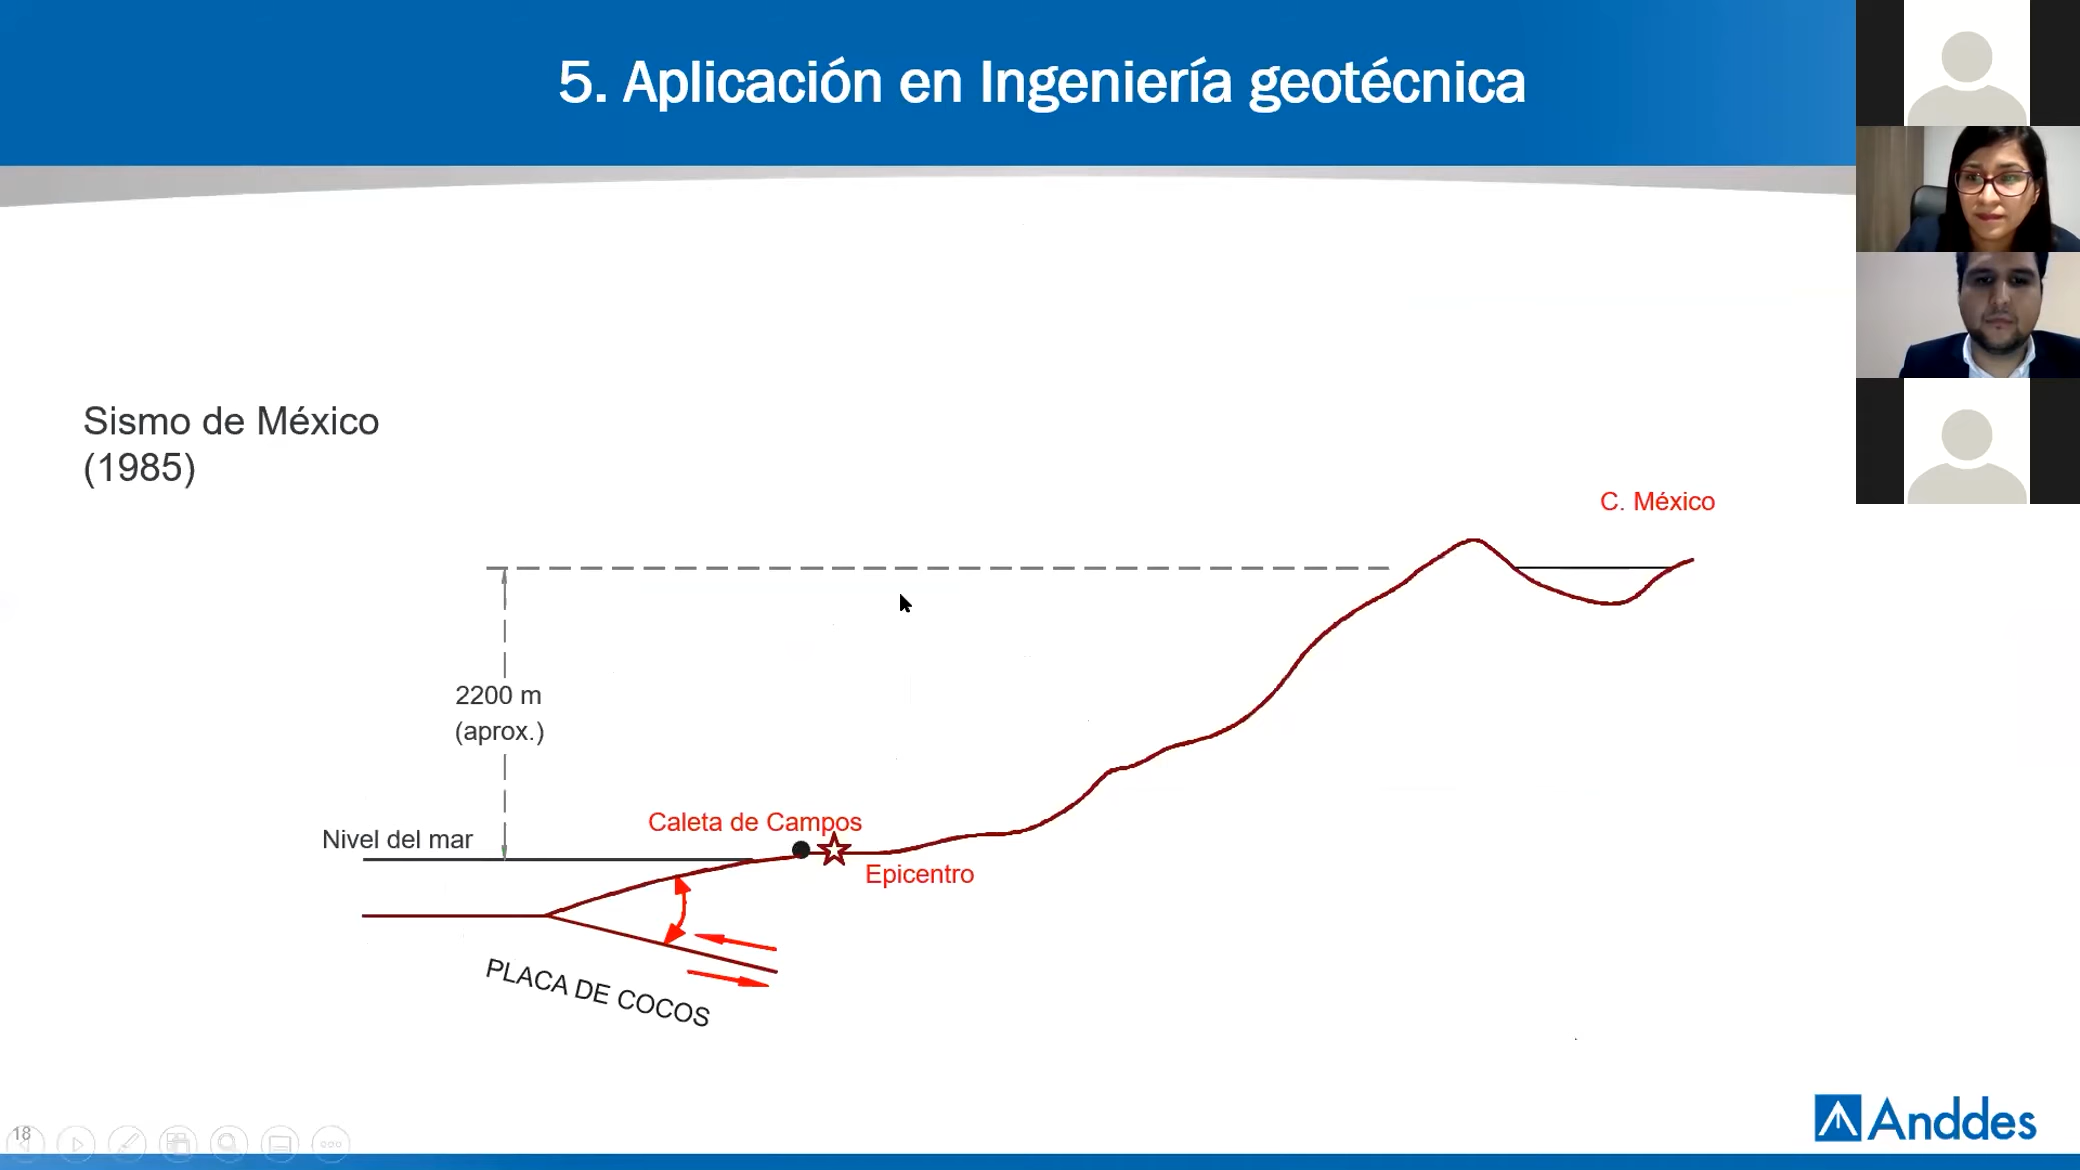 5. Aplicación en Ingeniería geotécnica
Sismo de México
(1985)
C. México
2200 m
(aprox.)
Caleta de Campos
Nivel del mar
Epicentro
PLACA DE COCOS
Anddes
18